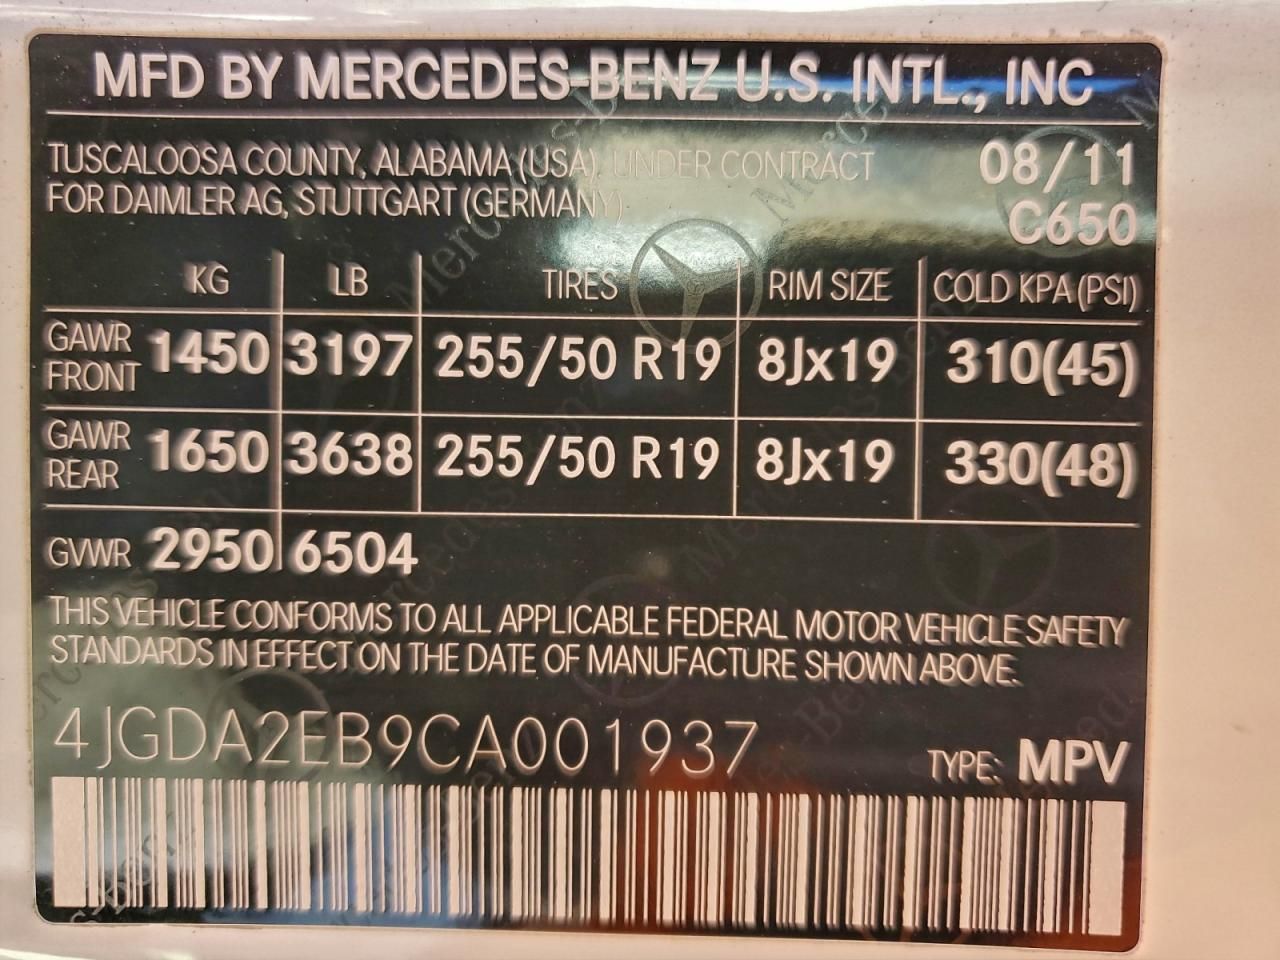 MFD BY MERCEDES-BENZ U.S. INTL., INC
TUSCALOOSA COUNTY, ALABAMA (USA), UNDER CONTRACT 08/11
FOR DAIMLER AG, STUTTGART (GERMANY) C650
KG LB TIRES RIM SIZE COLD KPA (PSI)
GAWR FRONT 1450 3197 255/50 R19 8Jx19 310(45)
GAWR REAR 1650 3638 255/50 R19 8Jx19 330(48)
GVWR 2950 6504
THIS VEHICLE CONFORMS TO ALL APPLICABLE FEDERAL MOTOR VEHICLE SAFETY
STANDARDS IN EFFECT ON THE DATE OF MANUFACTURE SHOWN ABOVE.
4JGDA2EB9CA001937 TYPE: MPV